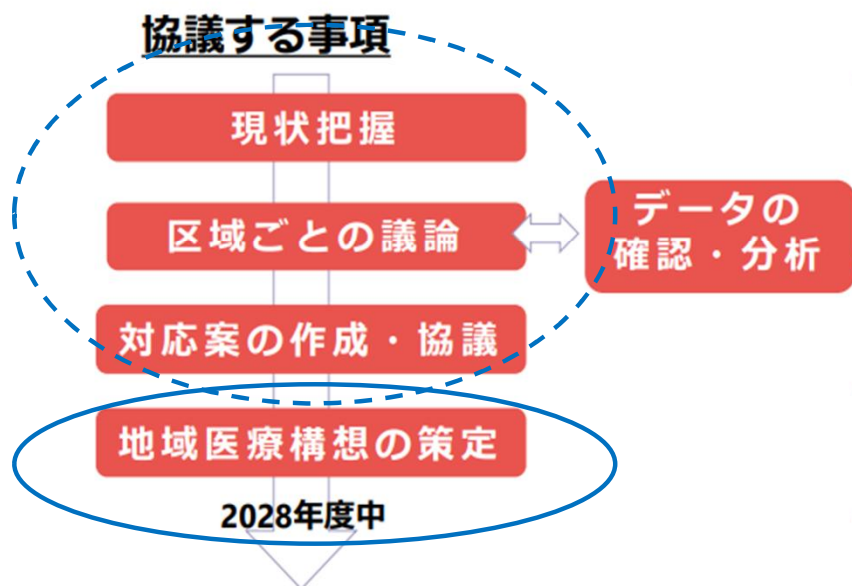 協議する事項
現状把握
区域ごとの議論
データの
確認・分析
対応案の作成・協議
地域医療構想の策定
2028年度中